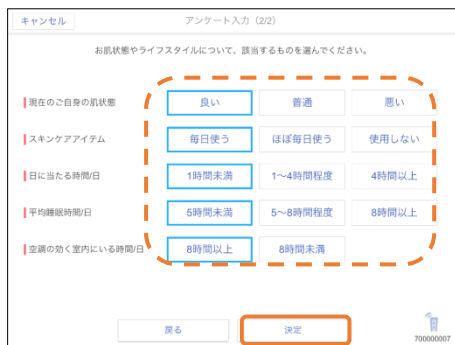 キャンセル アンケート入力 (2/2)
お肌状態やライフスタイルについて、該当するものを選んでください。
現在のご自身の肌状態 良い 普通 悪い
スキンケアアイテム 毎日使う ほぼ毎日使う 使用しない
日に当たる時間/日 1時間未満 1〜4時間程度 4時間以上
平均睡眠時間/日 5時間未満 5〜8時間程度 8時間以上
空調の効く室内にいる時間/日 8時間以上 8時間未満
戻る 決定
700000007